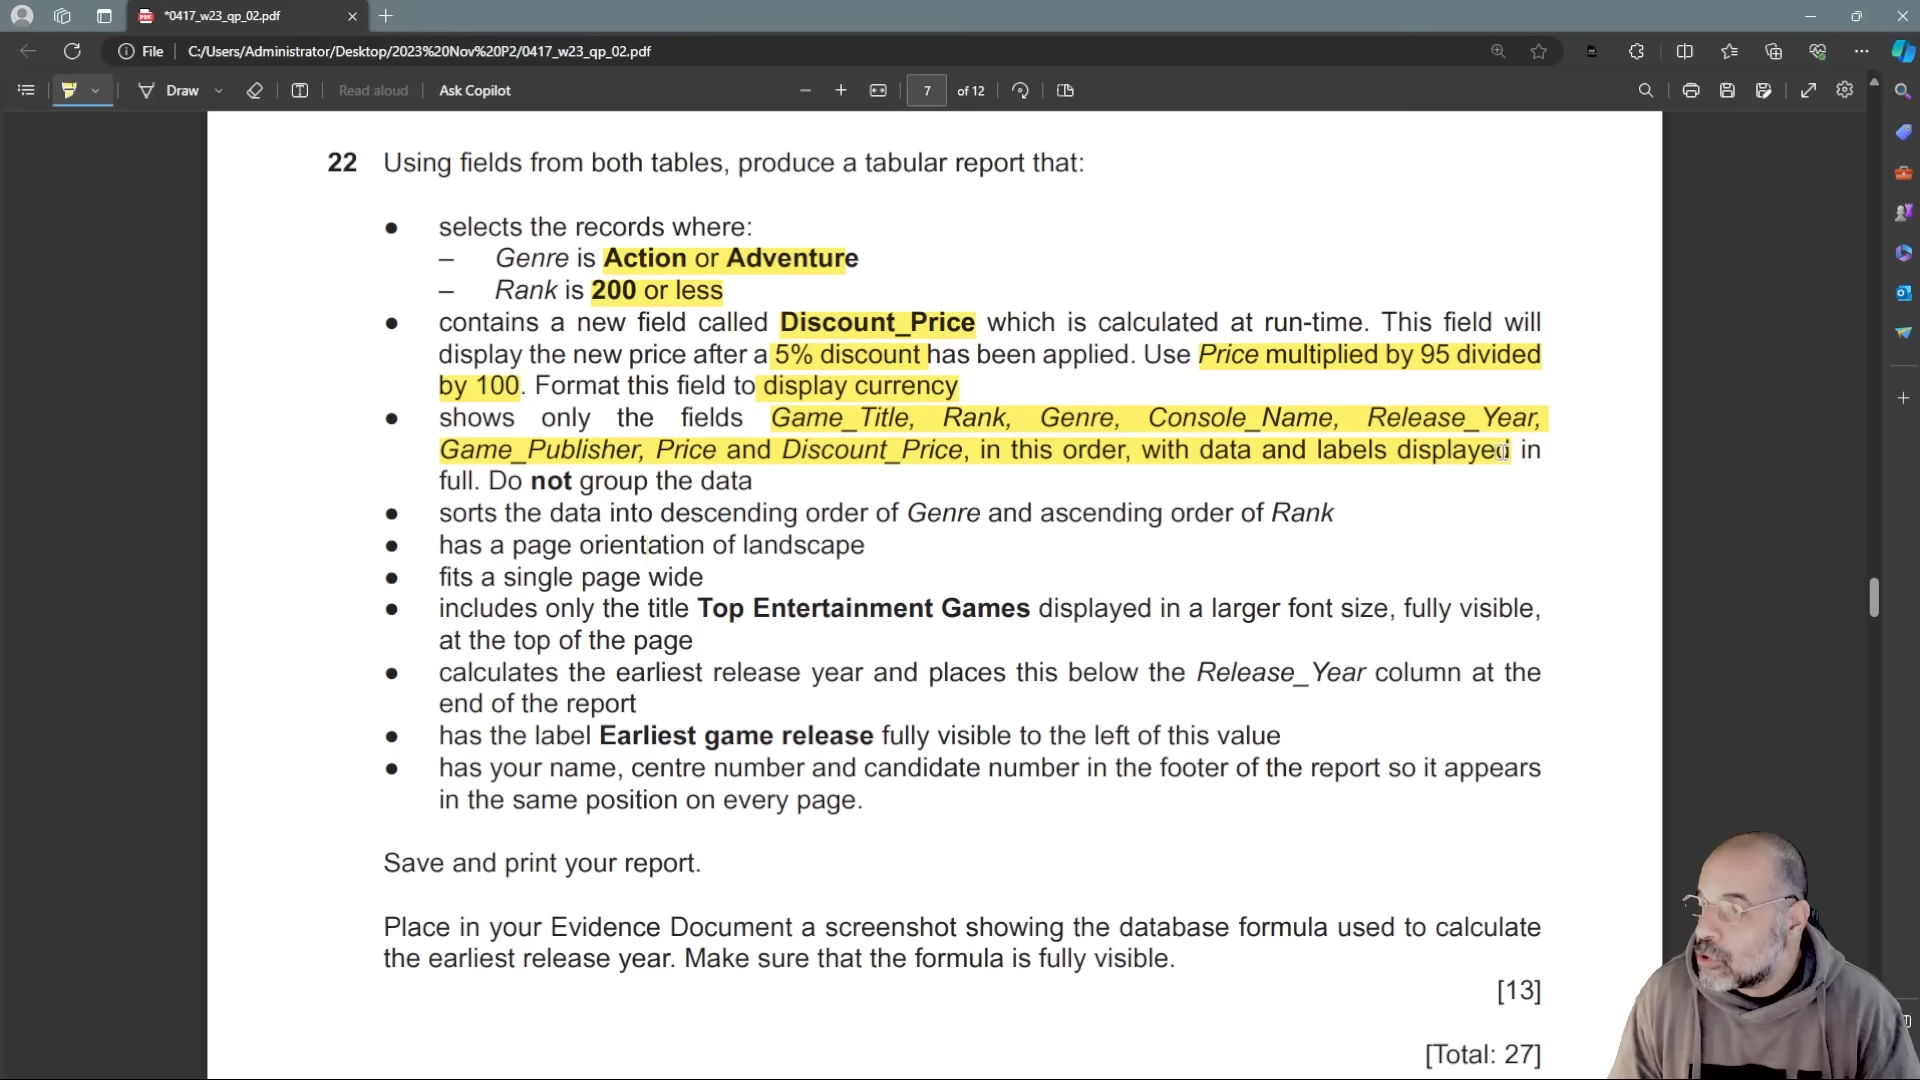 *0417_w23_qp_02.pdf
File C:/Users/Administrator/Desktop/2023%20Nov%20P2/0417_w23_qp_02.pdf
Draw Read aloud Ask Copilot 7 of 12
22 Using fields from both tables, produce a tabular report that:
● selects the records where:
– Genre is Action or Adventure
– Rank is 200 or less
● contains a new field called Discount_Price which is calculated at run-time. This field will
display the new price after a 5% discount has been applied. Use Price multiplied by 95 divided
by 100. Format this field to display currency
● shows only the fields Game_Title, Rank, Genre, Console_Name, Release_Year,
Game_Publisher, Price and Discount_Price, in this order, with data and labels displayed in
full. Do not group the data
● sorts the data into descending order of Genre and ascending order of Rank
● has a page orientation of landscape
● fits a single page wide
● includes only the title Top Entertainment Games displayed in a larger font size, fully visible,
at the top of the page
● calculates the earliest release year and places this below the Release_Year column at the
end of the report
● has the label Earliest game release fully visible to the left of this value
● has your name, centre number and candidate number in the footer of the report so it appears
in the same position on every page.
Save and print your report.
Place in your Evidence Document a screenshot showing the database formula used to calculate
the earliest release year. Make sure that the formula is fully visible.
[13]
[Total: 27]